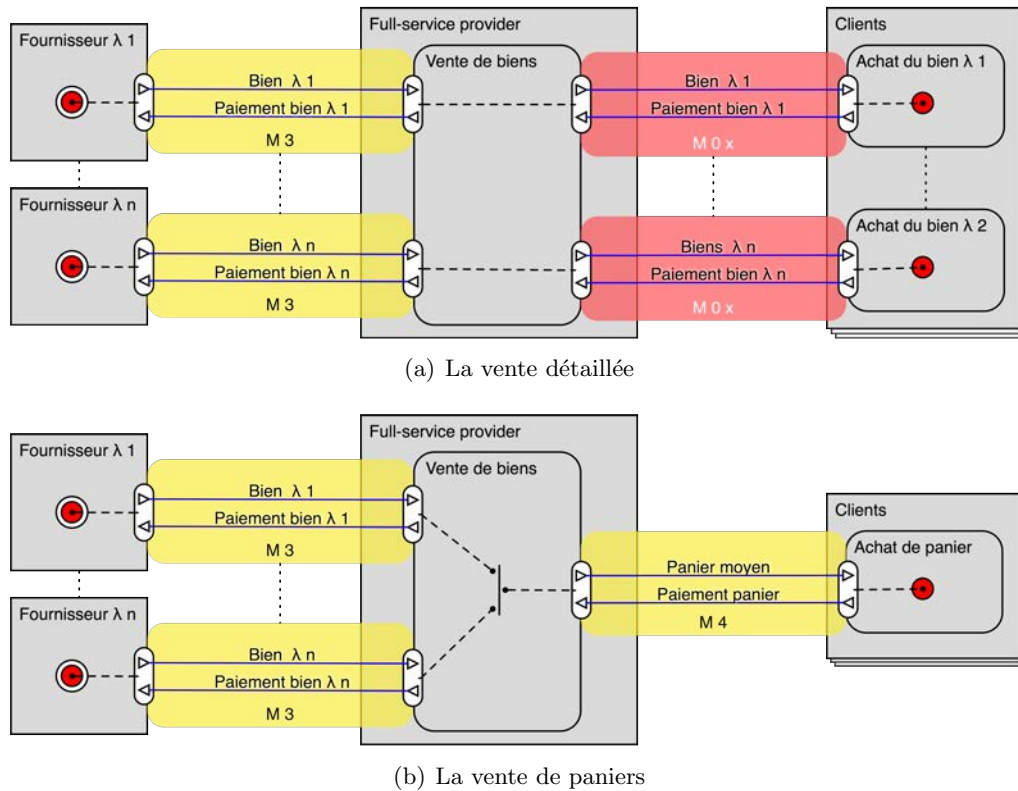 Fournisseur λ 1
Full-service provider
Clients
Vente de biens
Achat du bien λ 1
Bien λ 1
Paiement bien λ 1
M 3
Bien λ 1
Paiement bien λ 1
M 0 x
Fournisseur λ n
Achat du bien λ 2
Bien λ n
Paiement bien λ n
M 3
Biens λ n
Paiement bien λ n
M 0 x
(a) La vente détaillée
Fournisseur λ 1
Full-service provider
Vente de biens
Bien λ 1
Paiement bien λ 1
M 3
Clients
Achat de panier
Panier moyen
Paiement panier
M 4
Fournisseur λ n
Bien λ n
Paiement bien λ n
M 3
(b) La vente de paniers